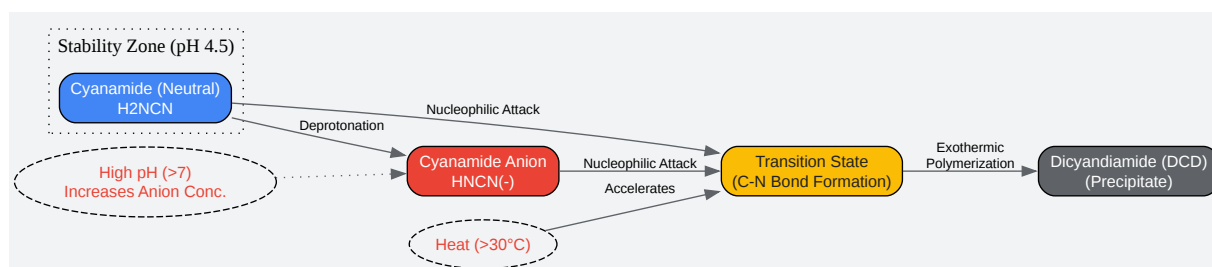 Stability Zone (pH 4.5)
Cyanamide (Neutral)
H2NCN
Nucleophilic Attack
Deprotonation
High pH (>7)
Increases Anion Conc.
Cyanamide Anion
HNCN(-)
Nucleophilic Attack
Accelerates
Heat (>30°C)
Transition State
(C-N Bond Formation)
Exothermic
Polymerization
Dicyandiamide (DCD)
(Precipitate)